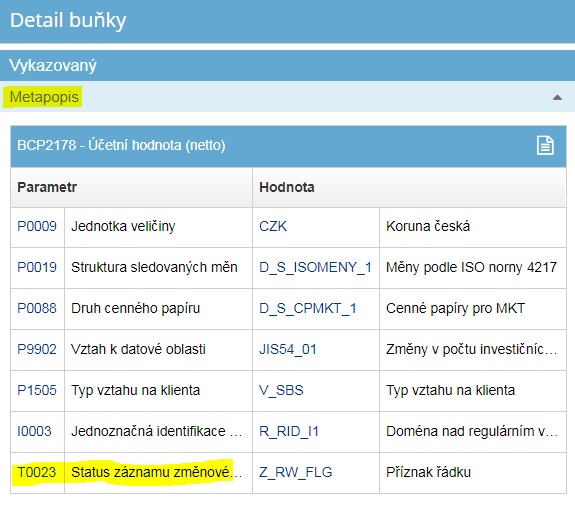 Detail buňky
Vykazovaný
Metapopis
BCP2178 - Účetní hodnota (netto)
Parametr Hodnota
P0009 Jednotka veličiny CZK Koruna česká
P0019 Struktura sledovaných měn D_S_ISOMENY_1 Měny podle ISO normy 4217
P0088 Druh cenného papíru D_S_CPMKT_1 Cenné papíry pro MKT
P9902 Vztah k datové oblasti JIS54_01 Změny v počtu investičníc...
P1505 Typ vztahu na klienta V_SBS Typ vztahu na klienta
I0003 Jednoznačná identifikace ... R_RID_I1 Doména nad regulárním v...
T0023 Status záznamu změnové... Z_RW_FLG Příznak řádku